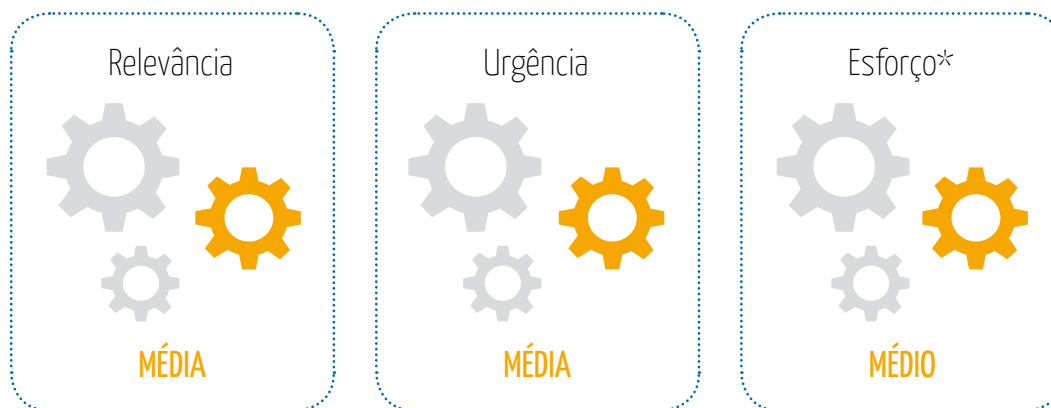 Relevância
Urgência
Esforço*
MÉDIA
MÉDIA
MÉDIO